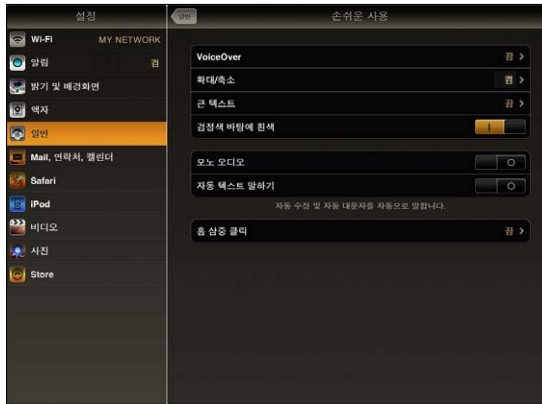 설정
Wi-Fi MY NETWORK
알림 켬
밝기 및 배경화면
액자
일반
Mail, 연락처, 캘린더
Safari
iPod
비디오
사진
Store
일반
손쉬운 사용
VoiceOver 끔
확대/축소 켬
큰 텍스트 끔
검정색 바탕에 흰색
모노 오디오
자동 텍스트 말하기
자동 수정 및 자동 대문자를 자동으로 말합니다.
홈 삼중 클릭 끔